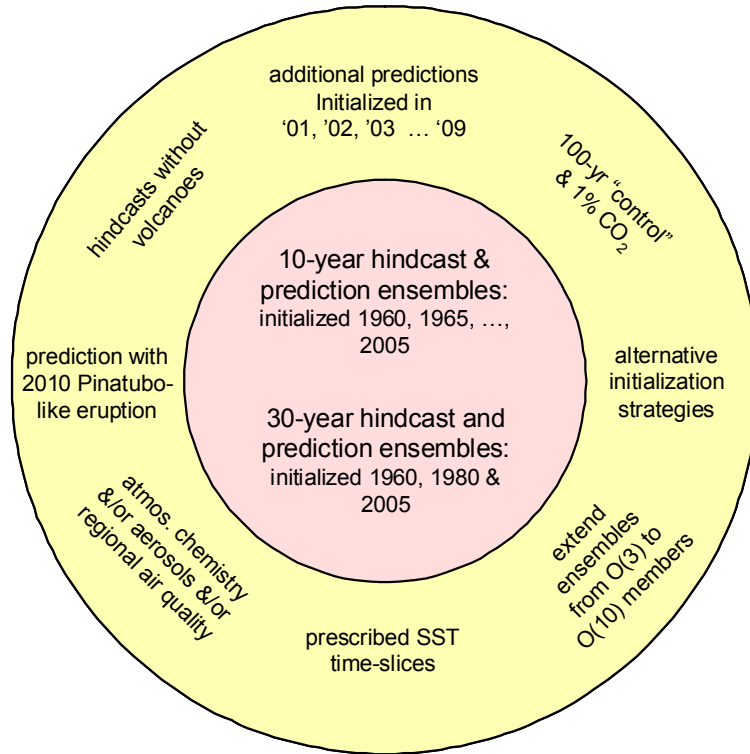 additional predictions
Initialized in
‘01, ’02, ’03 … ‘09
hindcasts without
volcanoes
100-yr “control”
& 1% CO₂
10-year hindcast &
prediction ensembles:
initialized 1960, 1965, …,
2005
prediction with
2010 Pinatubo-
like eruption
alternative
initialization
strategies
30-year hindcast and
prediction ensembles:
initialized 1960, 1980 &
2005
atmos. chemistry
&/or aerosols &/or
regional air quality
extend
ensembles
from O(3) to
O(10) members
prescribed SST
time-slices